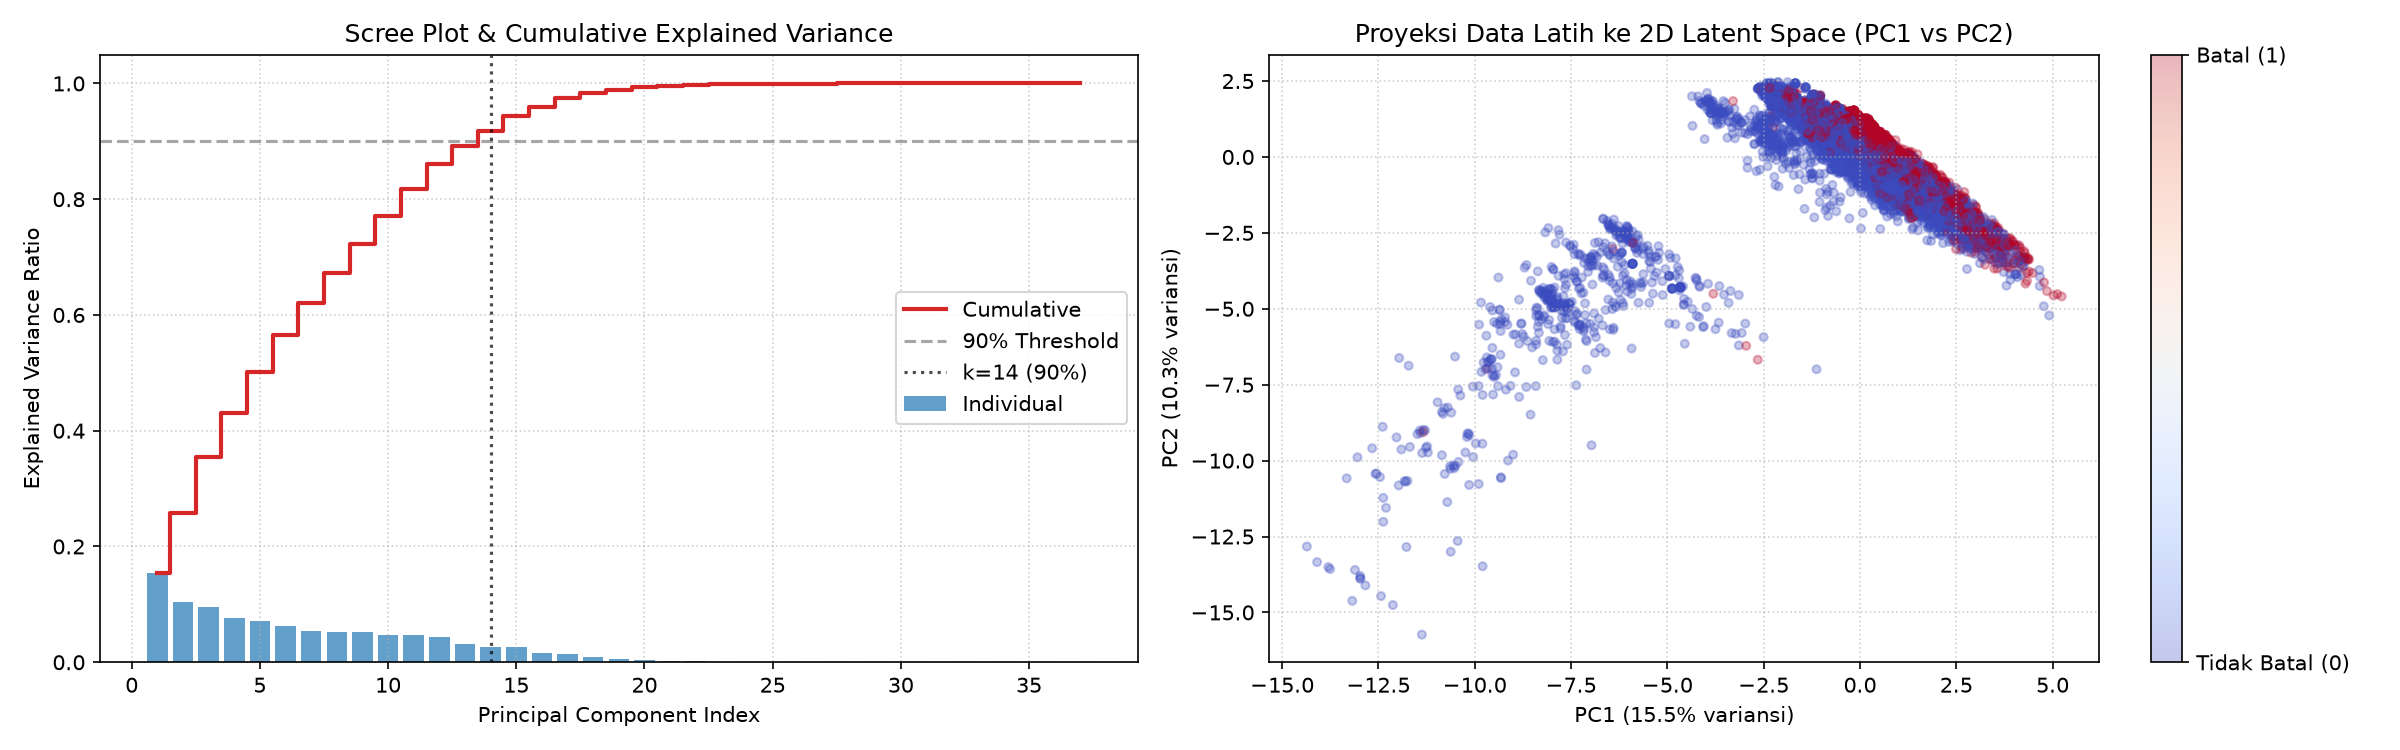 Scree Plot & Cumulative Explained Variance
Explained Variance Ratio
1.0
0.8
0.6
0.4
0.2
0.0
Cumulative
90% Threshold
k=14 (90%)
Individual
0 5 10 15 20 25 30 35
Principal Component Index
Proyeksi Data Latih ke 2D Latent Space (PC1 vs PC2)
PC2 (10.3% variansi)
2.5
0.0
−2.5
−5.0
−7.5
−10.0
−12.5
−15.0
−15.0 −12.5 −10.0 −7.5 −5.0 −2.5 0.0 2.5 5.0
PC1 (15.5% variansi)
Batal (1)
Tidak Batal (0)